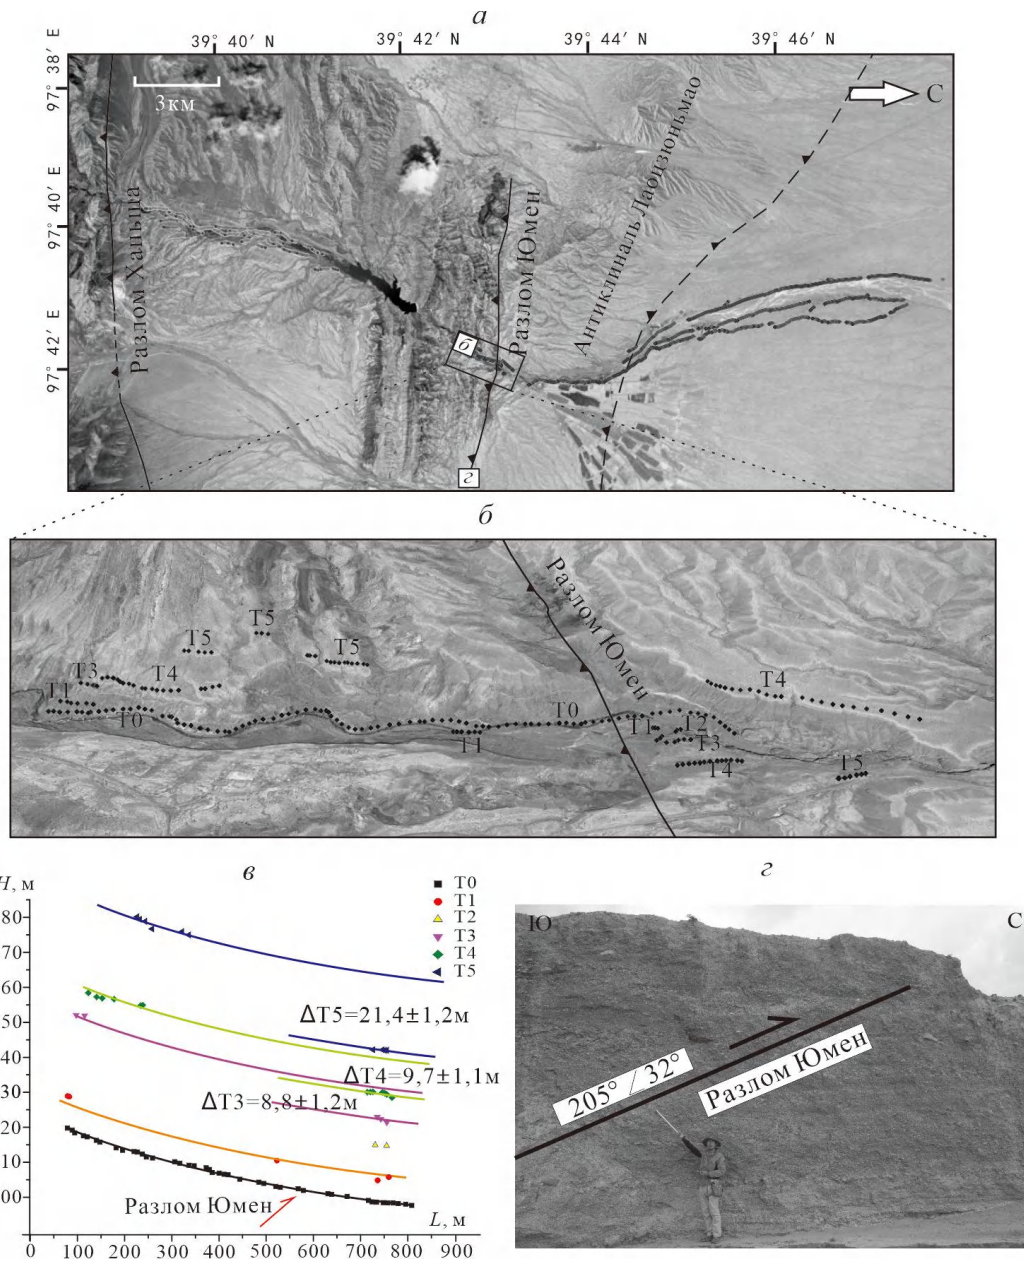 а
39° 40′ N 39° 42′ N 39° 44′ N 39° 46′ N
97° 38′ E
97° 40′ E
97° 42′ E
3км
С
Разлом Ханьша
Разлом Юмен
Антиклиналь Лаоцзюньмао
б
г
б
Разлом Юмен
T5
T5
T5
T3
T4
T1
T0
T0
T1
T4
T1
T2
T3
T4
T5
в
H, м
80
75
60
50
40
30
20
10
00
T0
T1
T2
T3
T4
T5
ΔT5=21,4±1,2м
ΔT4=9,7±1,1м
ΔT3=8,8±1,2м
Разлом Юмен
L, м
0 100 200 300 400 500 600 700 800 900
г
Ю
С
205° / 32°
Разлом Юмен